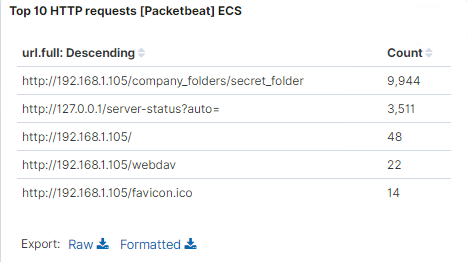 Top 10 HTTP requests [Packetbeat] ECS
url.full: Descending Count
http://192.168.1.105/company_folders/secret_folder 9,944
http://127.0.0.1/server-status?auto= 3,511
http://192.168.1.105/ 48
http://192.168.1.105/webdav 22
http://192.168.1.105/favicon.ico 14
Export: Raw Formatted